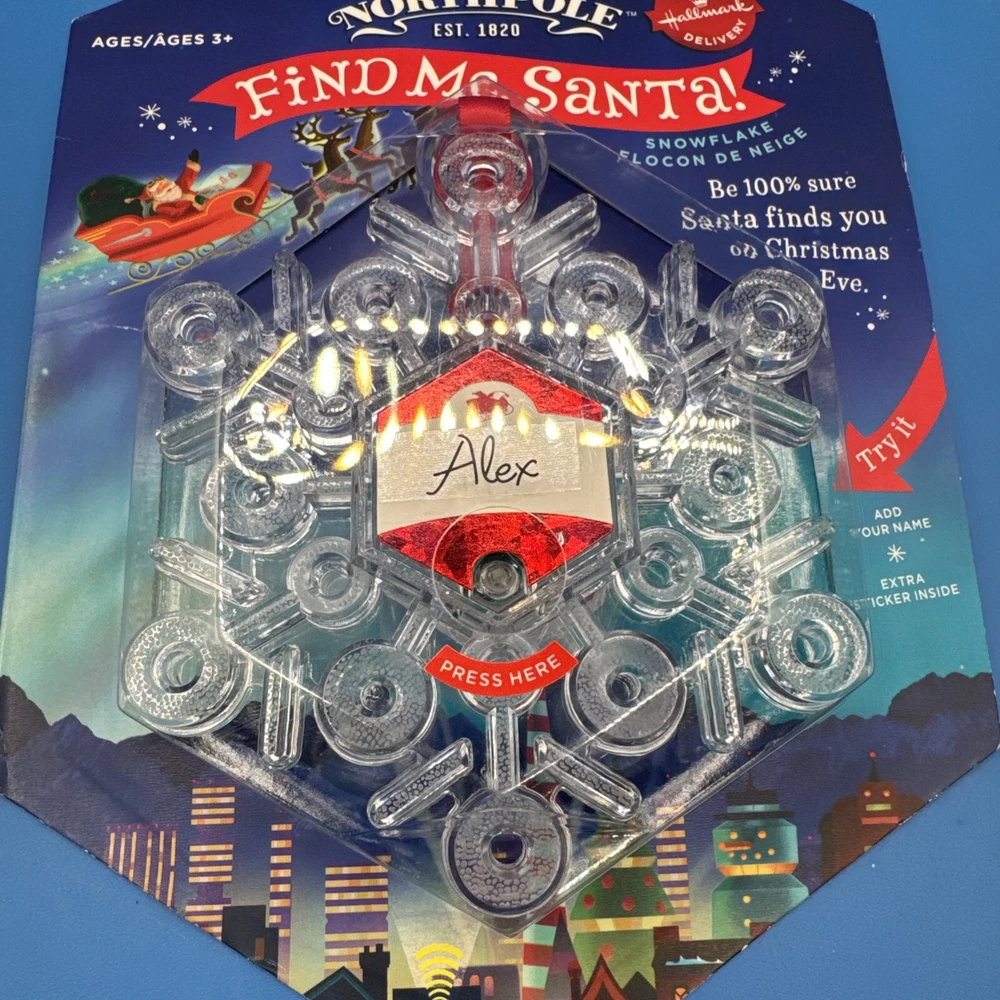 NORTHPOLE™
EST. 1820
Hallmark
DELIVERY
AGES/ÂGES 3+
FiND Me SaNTa!
SNOWFLAKE
FLOCON DE NEIGE
Be 100% sure
Santa finds you
on Christmas
Eve.
Alex
Try it
ADD
YOUR NAME
EXTRA
STICKER INSIDE
PRESS HERE